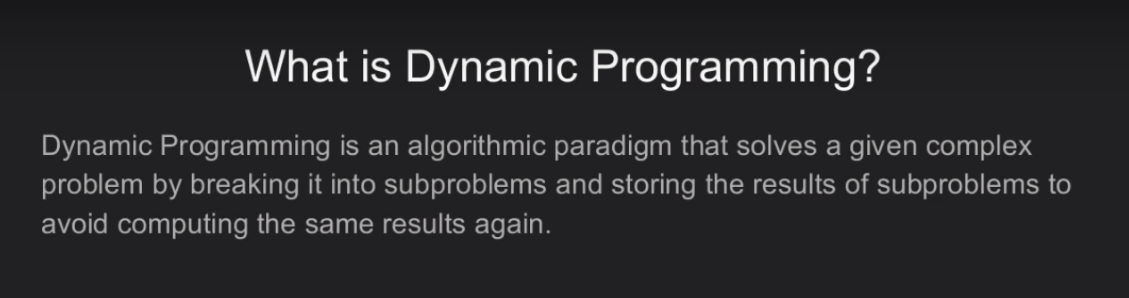 What is Dynamic Programming?
Dynamic Programming is an algorithmic paradigm that solves a given complex
problem by breaking it into subproblems and storing the results of subproblems to
avoid computing the same results again.